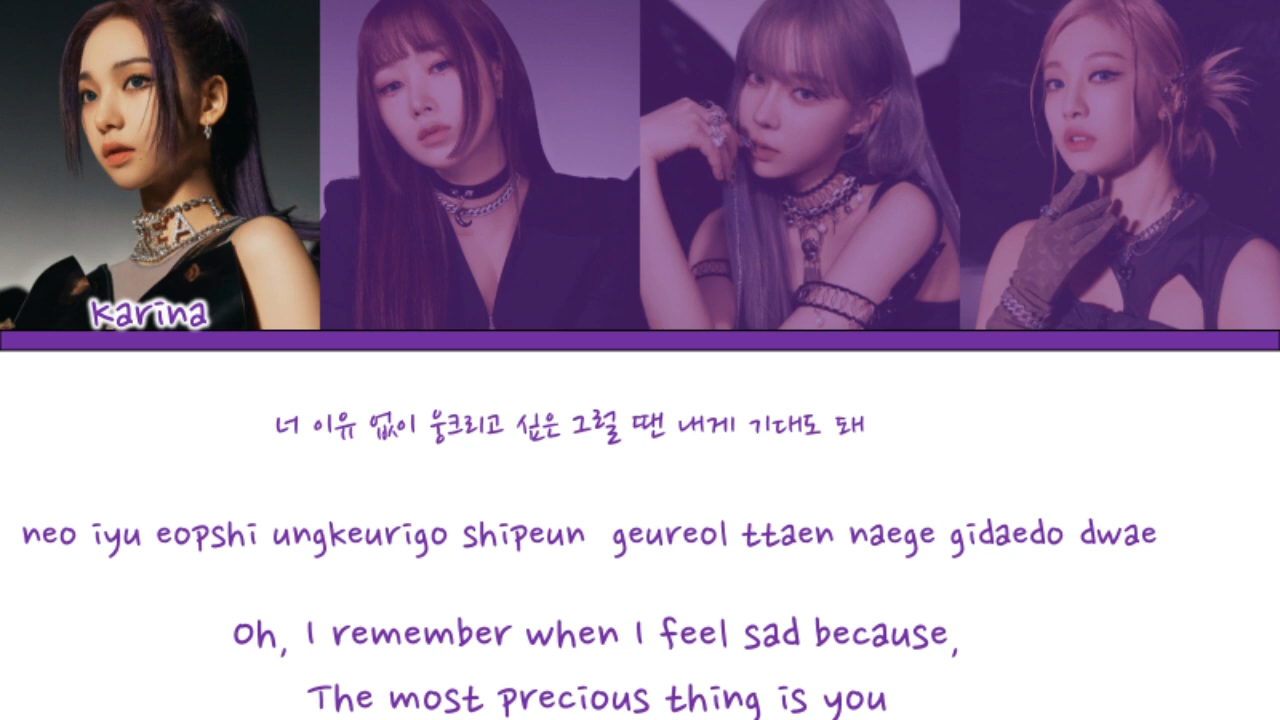 karina
너 이유 없이 웅크리고 싶은 그럴 땐 내게 기대도 돼
neo iyu eopshi ungkeurigo shipeun geureol ttaen naege gidaedo dwae
Oh, I remember when I feel sad because,
The most precious thing is you